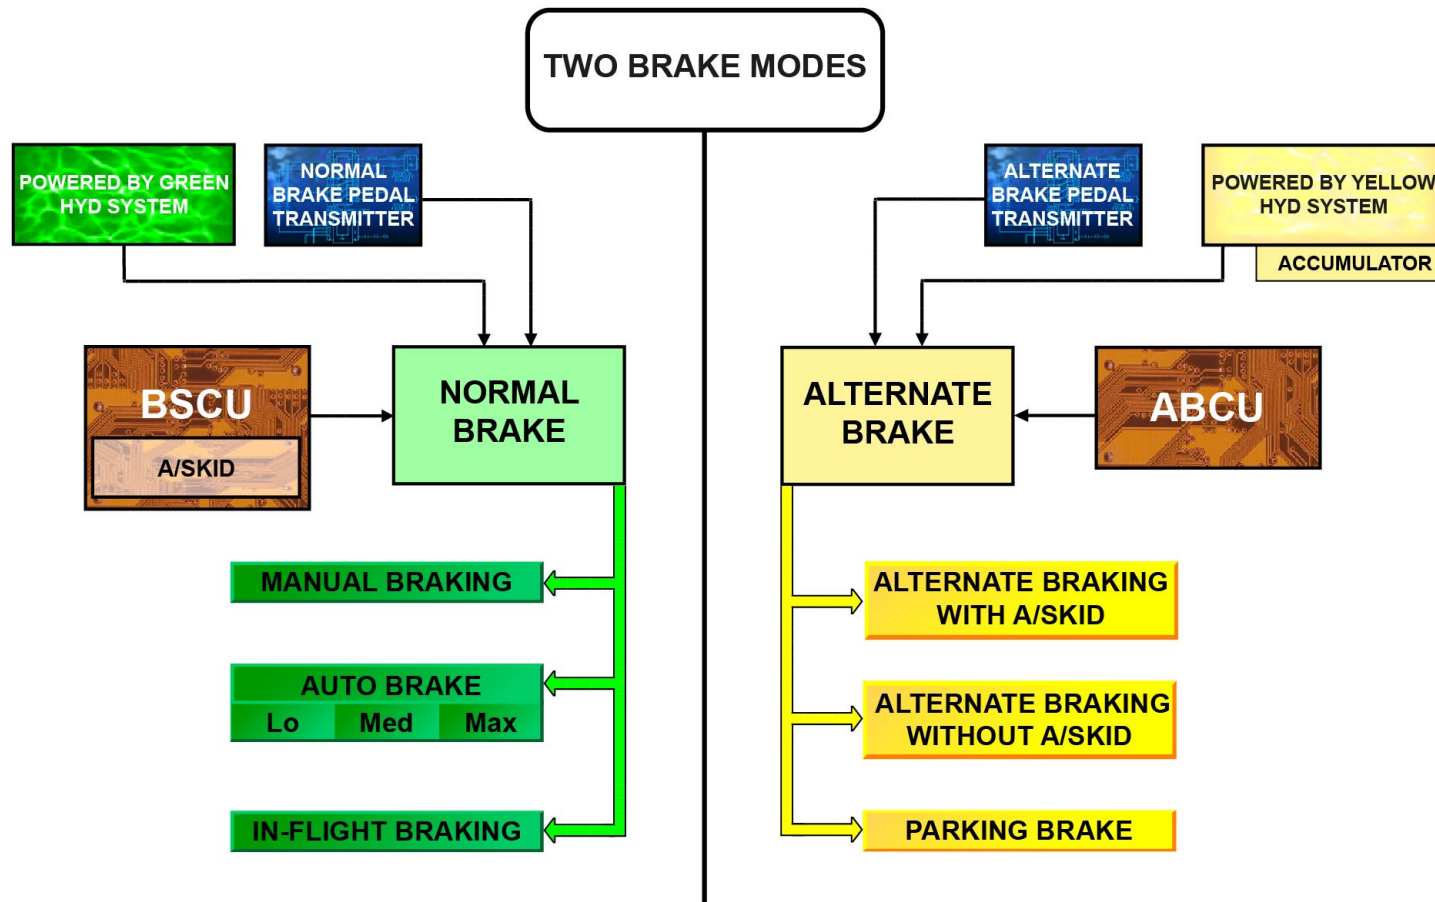 TWO BRAKE MODES
POWERED BY GREEN
HYD SYSTEM
NORMAL
BRAKE PEDAL
TRANSMITTER
ALTERNATE
BRAKE PEDAL
TRANSMITTER
POWERED BY YELLOW
HYD SYSTEM
ACCUMULATOR
BSCU
A/SKID
NORMAL
BRAKE
ALTERNATE
BRAKE
ABCU
MANUAL BRAKING
AUTO BRAKE
Lo Med Max
IN-FLIGHT BRAKING
ALTERNATE BRAKING
WITH A/SKID
ALTERNATE BRAKING
WITHOUT A/SKID
PARKING BRAKE